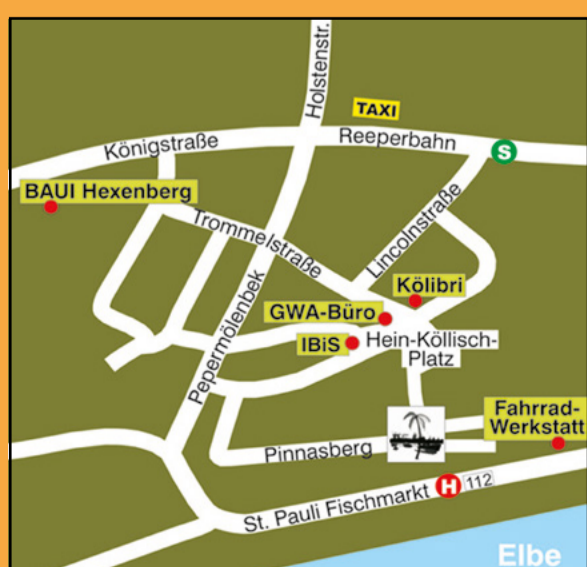 Holstenstr.
TAXI
Königstraße
Reeperbahn
S
BAUI Hexenberg
Trommelstraße
Lincolnstraße
Kölibri
GWA-Büro
IBiS
Hein-Köllisch-
Platz
Pepermölenbek
Fahrrad-
Werkstatt
Pinnasberg
St. Pauli Fischmarkt
H
112
Elbe